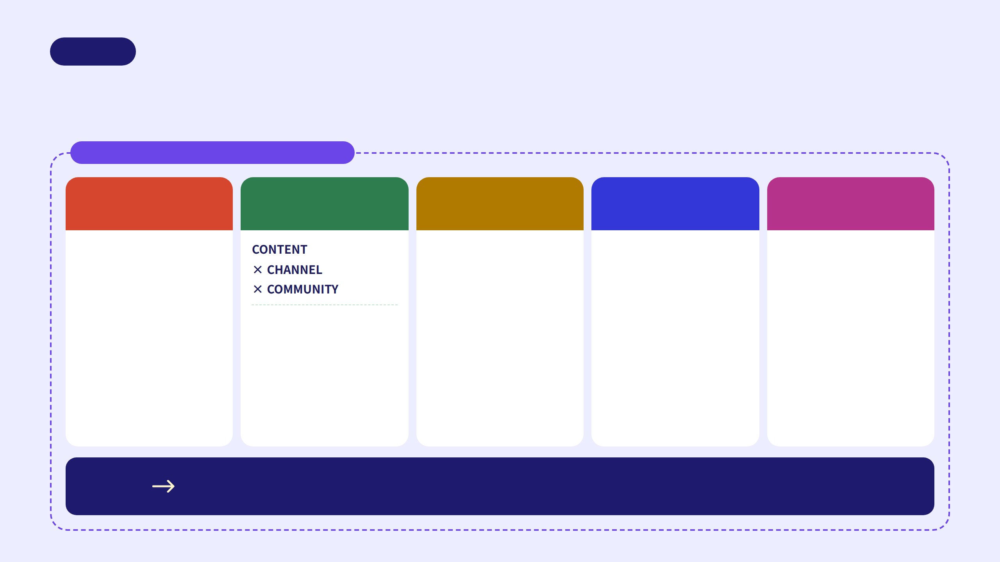 CONTENT
✕ CHANNEL
✕ COMMUNITY